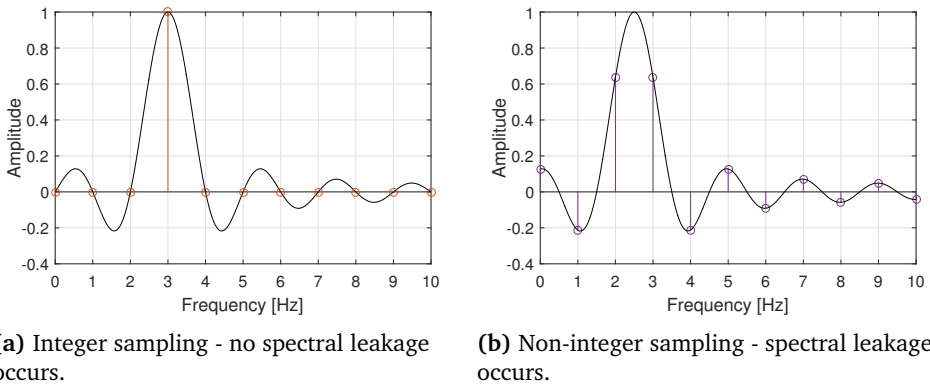 1
0.8
0.6
0.4
0.2
0
-0.2
-0.4
Amplitude
0 1 2 3 4 5 6 7 8 9 10
Frequency [Hz]
1
0.8
0.6
0.4
0.2
0
-0.2
-0.4
Amplitude
0 1 2 3 4 5 6 7 8 9 10
Frequency [Hz]
(a) Integer sampling - no spectral leakage
occurs.
(b) Non-integer sampling - spectral leakage
occurs.